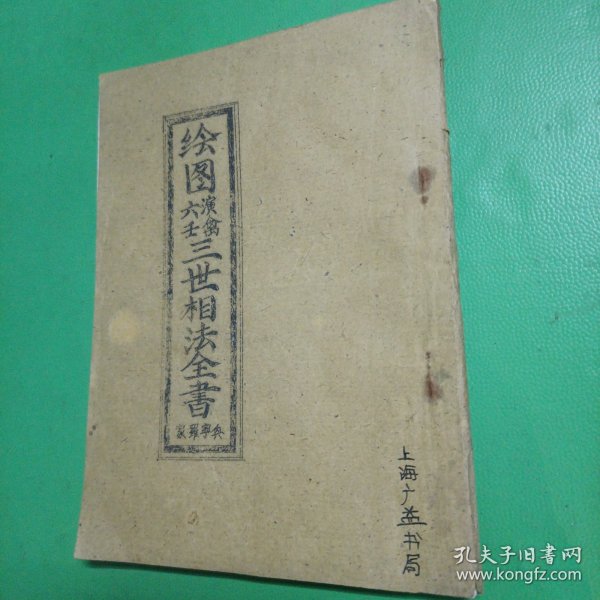 绘图
演禽
六壬
三世相法全書
上海广益书局
孔夫子旧书网
www.kongfz.com